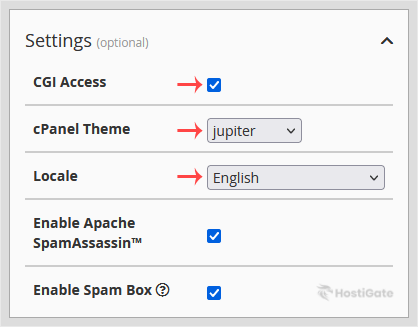 Settings (optional)
CGI Access
cPanel Theme
jupiter
Locale
English
Enable Apache
SpamAssassin™
Enable Spam Box
HostiGate